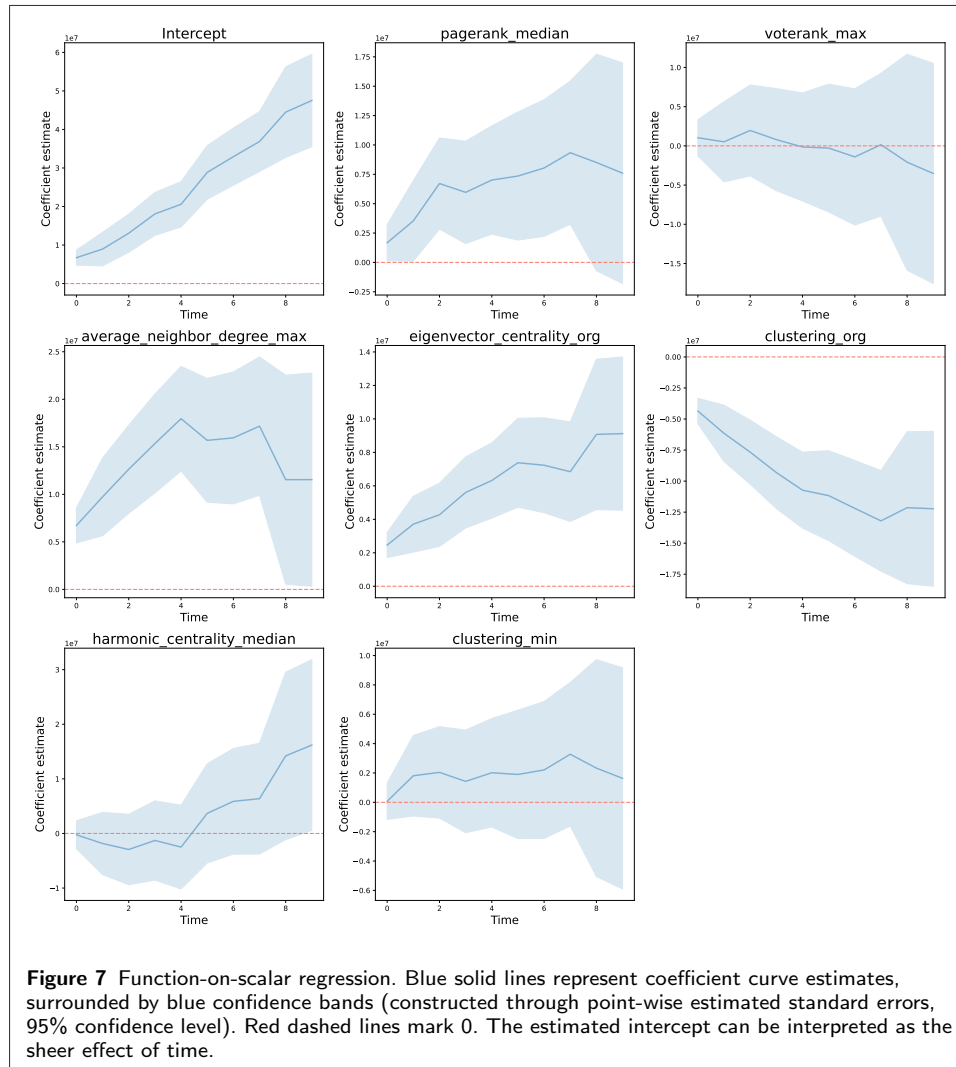 Intercept
1e7
Coefficient estimate
6
5
4
3
2
1
0
0 2 4 6 8
Time
pagerank_median
1e7
Coefficient estimate
1.75
1.50
1.25
1.00
0.75
0.50
0.25
0.00
−0.25
0 2 4 6 8
Time
voterank_max
1e7
Coefficient estimate
1.0
0.5
0.0
−0.5
−1.0
−1.5
0 2 4 6 8
Time
average_neighbor_degree_max
1e7
Coefficient estimate
2.5
2.0
1.5
1.0
0.5
0.0
0 2 4 6 8
Time
eigenvector_centrality_org
1e7
Coefficient estimate
1.4
1.2
1.0
0.8
0.6
0.4
0.2
0.0
0 2 4 6 8
Time
clustering_org
1e7
Coefficient estimate
0.00
−0.25
−0.50
−0.75
−1.00
−1.25
−1.50
−1.75
0 2 4 6 8
Time
harmonic_centrality_median
1e7
Coefficient estimate
3
2
1
0
−1
0 2 4 6 8
Time
clustering_min
1e7
Coefficient estimate
1.0
0.8
0.6
0.4
0.2
0.0
−0.2
−0.4
−0.6
0 2 4 6 8
Time
Figure 7 Function-on-scalar regression. Blue solid lines represent coefficient curve estimates,
surrounded by blue confidence bands (constructed through point-wise estimated standard errors,
95% confidence level). Red dashed lines mark 0. The estimated intercept can be interpreted as the
sheer effect of time.